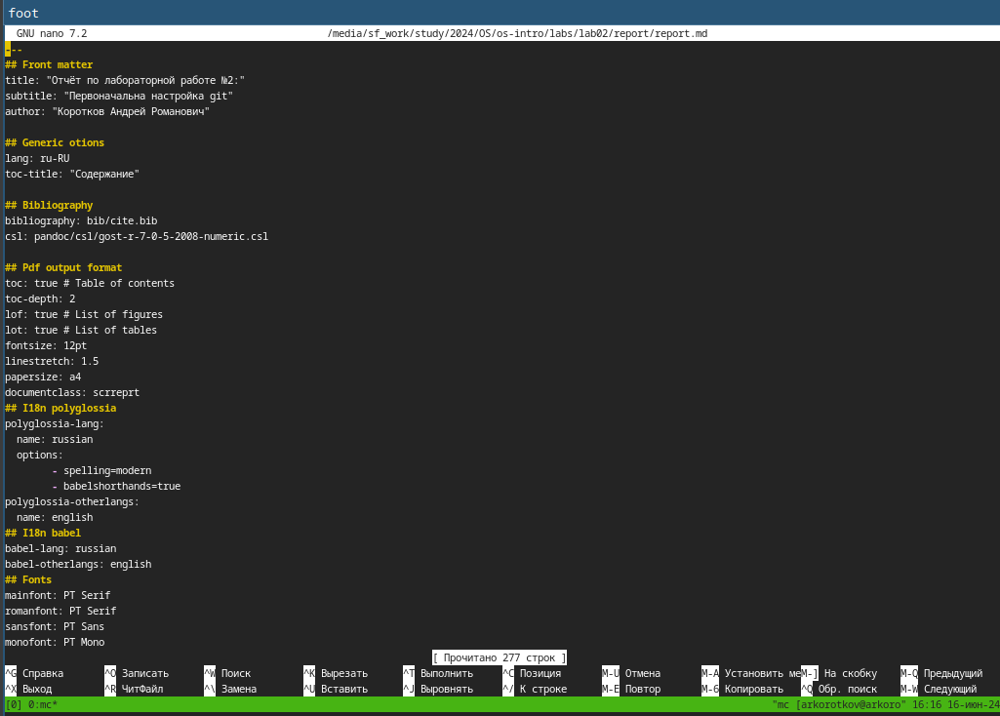 foot
GNU nano 7.2 /media/sf_work/study/2024/OS/os-intro/labs/lab02/report/report.md
---
## Front matter
title: "Отчёт по лабораторной работе №2:"
subtitle: "Первоначальна настройка git"
author: "Коротков Андрей Романович"
## Generic otions
lang: ru-RU
toc-title: "Содержание"
## Bibliography
bibliography: bib/cite.bib
csl: pandoc/csl/gost-r-7-0-5-2008-numeric.csl
## Pdf output format
toc: true # Table of contents
toc-depth: 2
lof: true # List of figures
lot: true # List of tables
fontsize: 12pt
linestretch: 1.5
papersize: a4
documentclass: scrreprt
## I18n polyglossia
polyglossia-lang:
  name: russian
  options:
        - spelling=modern
        - babelshorthands=true
polyglossia-otherlangs:
  name: english
## I18n babel
babel-lang: russian
babel-otherlangs: english
## Fonts
mainfont: PT Serif
romanfont: PT Serif
sansfont: PT Sans
monofont: PT Mono
[ Прочитано 277 строк ]
^G Справка ^O Записать ^W Поиск ^K Вырезать ^T Выполнить ^C Позиция M-U Отмена M-A Установить ме M-] На скобку M-Q Предыдущий
^X Выход ^R ЧитФайл ^\ Замена ^U Вставить ^J Выровнять ^/ К строке M-E Повтор M-6 Копировать ^Q Обр. поиск M-W Следующий
[0] 0:mc* "mc [arkorotkov@arkoro" 16:16 16-июн-24